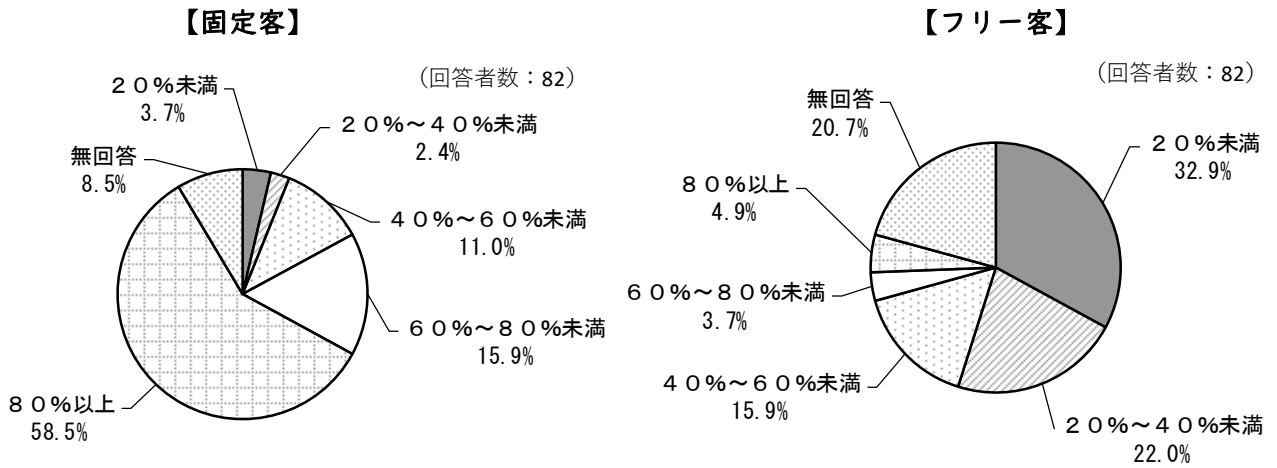 【固定客】
（回答者数：82）
２０％未満
3.7%
２０％～４０％未満
2.4%
４０％～６０％未満
11.0%
６０％～８０％未満
15.9%
８０％以上
58.5%
無回答
8.5%
【フリー客】
（回答者数：82）
２０％未満
32.9%
２０％～４０％未満
22.0%
４０％～６０％未満
15.9%
６０％～８０％未満
3.7%
８０％以上
4.9%
無回答
20.7%